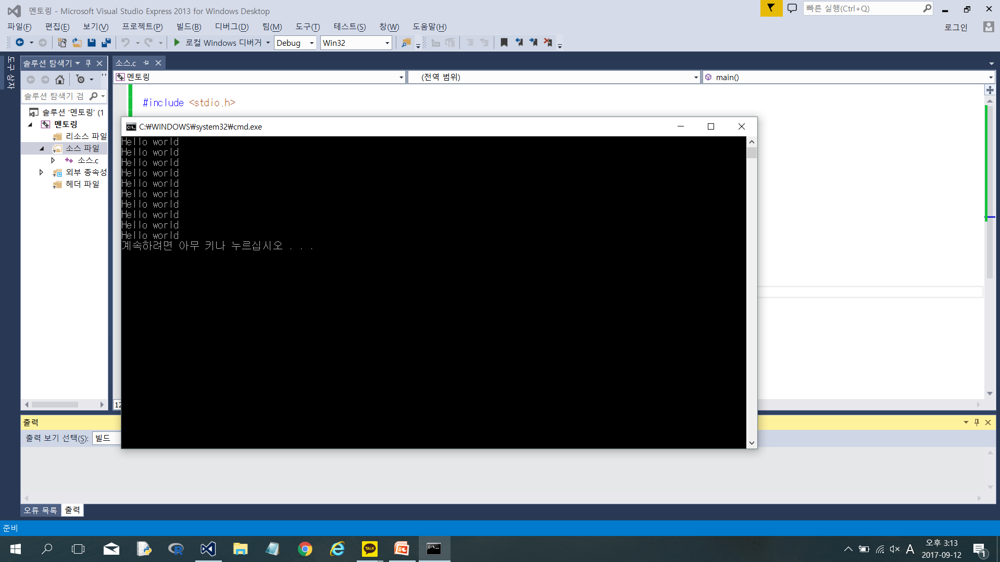 멘토링 - Microsoft Visual Studio Express 2013 for Windows Desktop
빠른 실행(Ctrl+Q)
파일(F) 편집(E) 보기(V) 프로젝트(P) 빌드(B) 디버그(D) 팀(M) 도구(T) 테스트(S) 창(W) 도움말(H)
로그인
로컬 Windows 디버거 Debug Win32
도구 상자
솔루션 탐색기
소스.c
멘토링 (전역 범위) main()
솔루션 탐색기 검
솔루션 '멘토링' (1
멘토링
리소스 파일
소스 파일
소스.c
외부 종속성
헤더 파일
#include <stdio.h>
C:₩WINDOWS₩system32₩cmd.exe
Hello world
Hello world
Hello world
Hello world
Hello world
Hello world
Hello world
Hello world
Hello world
Hello world
계속하려면 아무 키나 누르십시오 . . .
12
출력
출력 보기 선택(S): 빌드
오류 목록 출력
준비
TALK
A
오후 3:13
2017-09-12
1